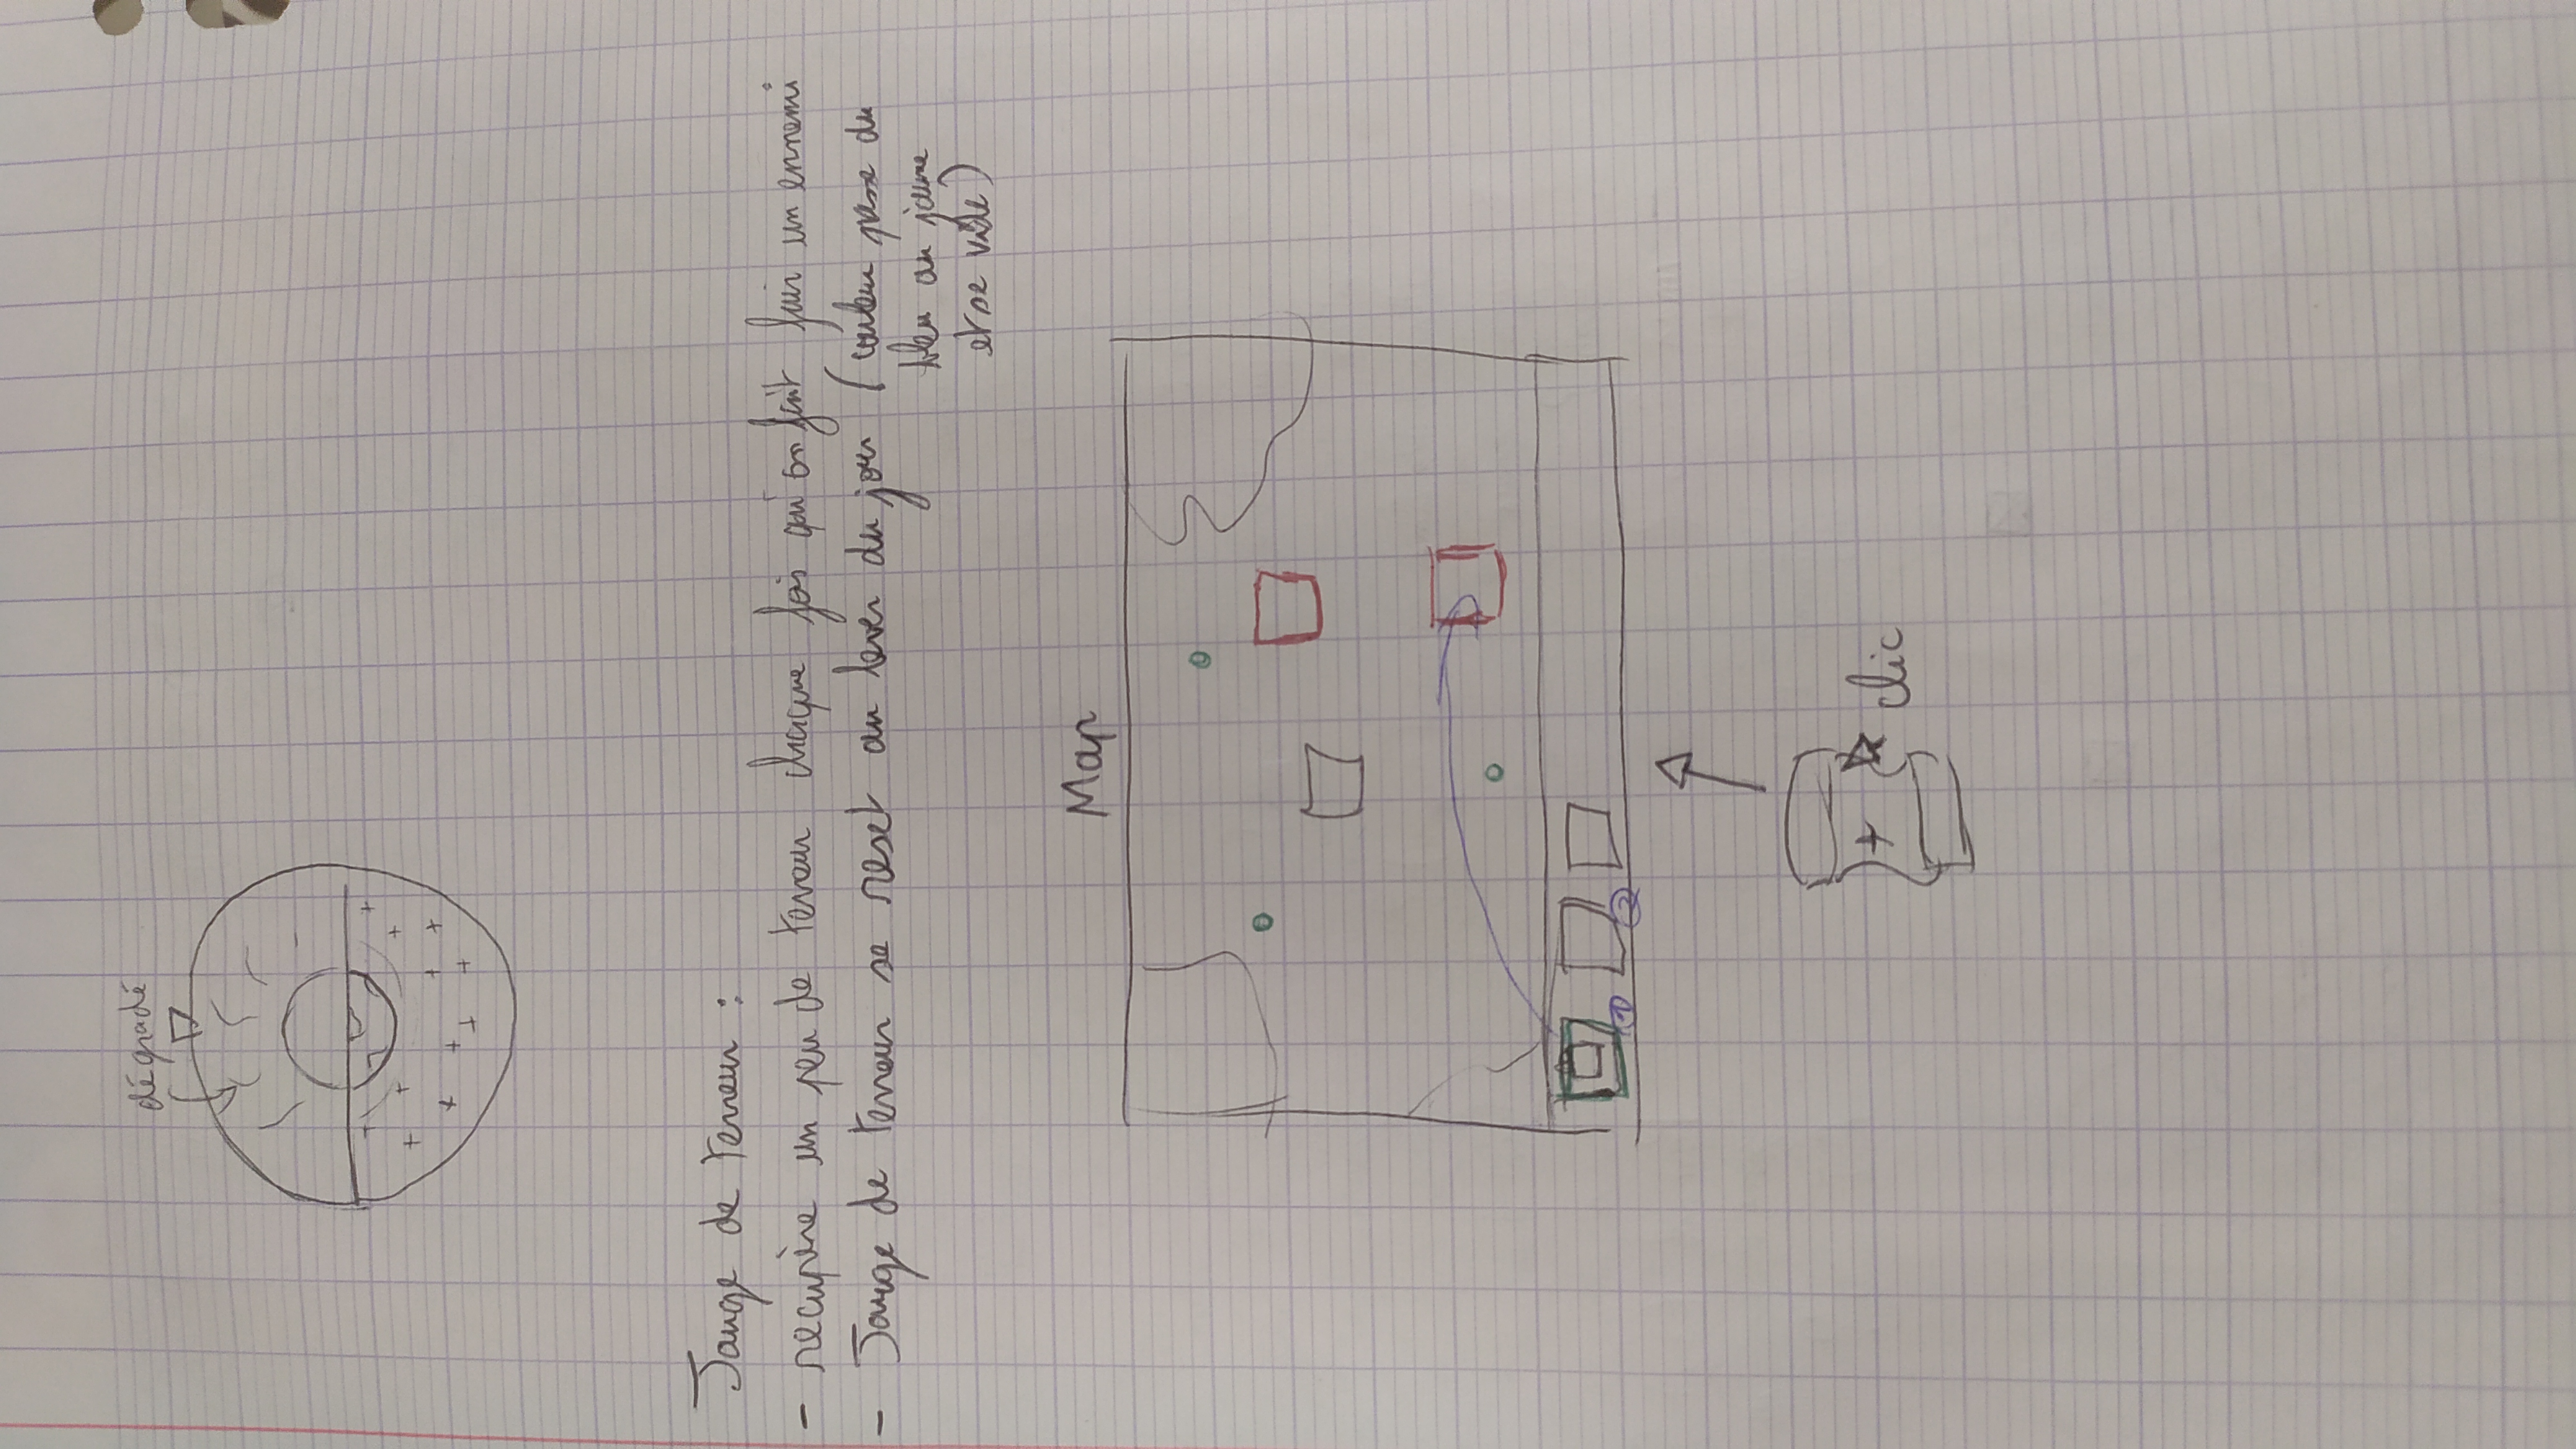 dégradé
Jauge de terreur :
- récupère un peu de terreur chaque fois qu'on fait fuir un ennemi
- Jauge de terreur se reset au lever du jour (couleur passe du
bleu au jaune
et se vide)
Map
1
2
+
clic